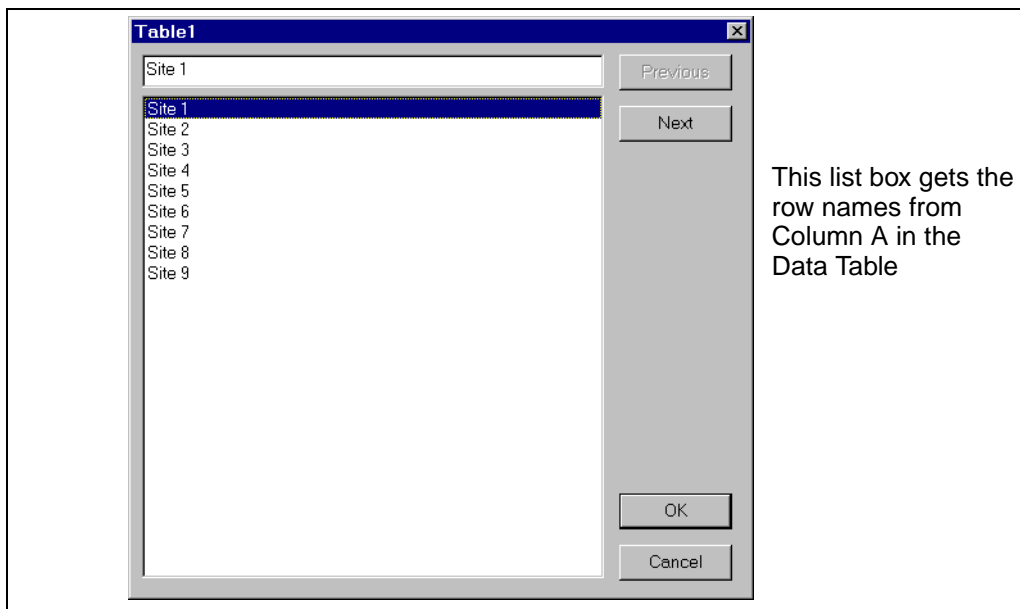 Table1
Site 1
Previous
Site 1
Site 2
Site 3
Site 4
Site 5
Site 6
Site 7
Site 8
Site 9
Next
OK
Cancel
This list box gets the
row names from
Column A in the
Data Table